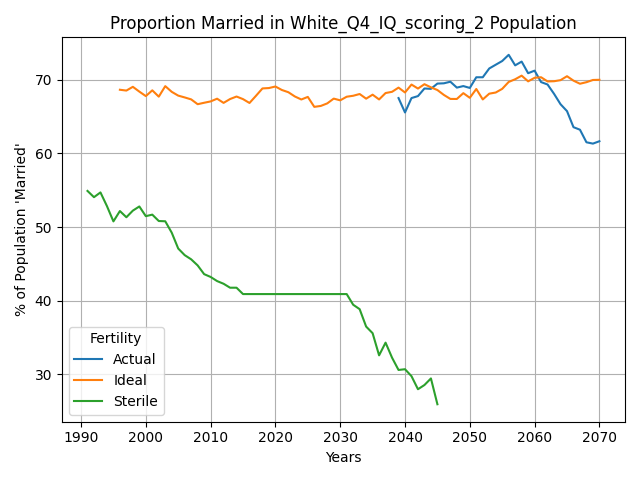 Proportion Married in White_Q4_IQ_scoring_2 Population
% of Population 'Married'
70
60
50
40
30
Fertility
Actual
Ideal
Sterile
1990 2000 2010 2020 2030 2040 2050 2060 2070
Years